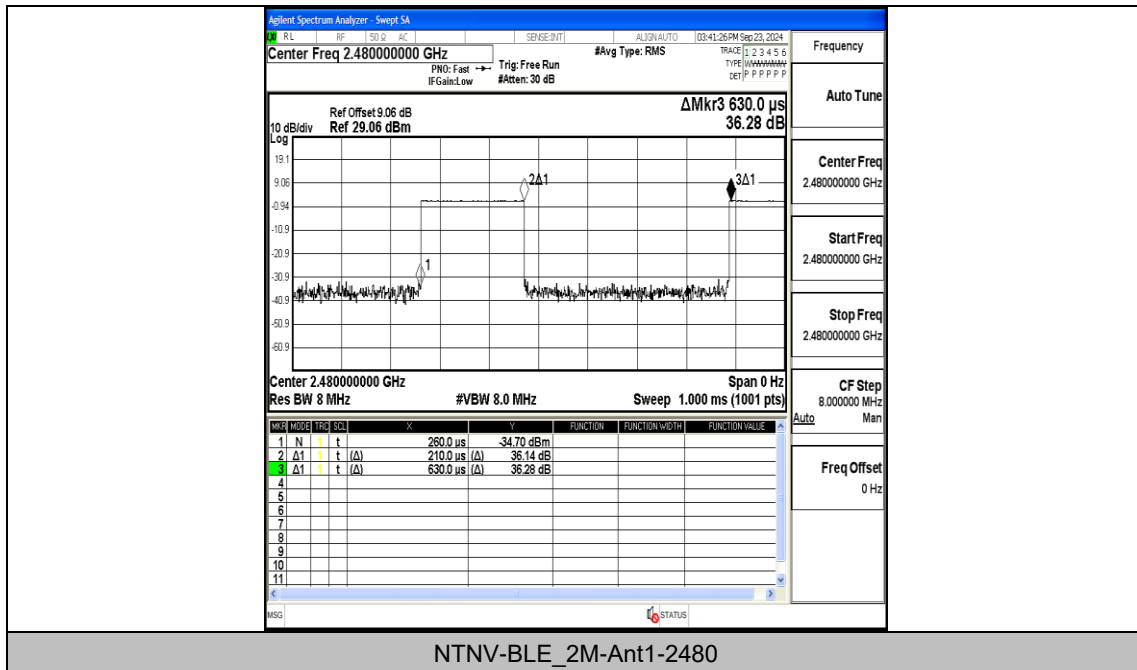 Agilent Spectrum Analyzer - Swept SA
RL RF 50 Ω AC SENSE:INT ALIGN AUTO 03:41:26 PM Sep 23, 2024
Center Freq 2.480000000 GHz
PNO: Fast
IFGain:Low
Trig: Free Run
#Atten: 30 dB
#Avg Type: RMS
TRACE 1 2 3 4 5 6
TYPE
DET P P P P P P
ΔMkr3 630.0 µs
36.28 dB
Ref Offset 9.06 dB
10 dB/div Ref 29.06 dBm
Log
19.1
9.06
-0.94
-10.9
-20.9
-30.9
-40.9
-50.9
-60.9
1
2Δ1
3Δ1
Center 2.480000000 GHz Span 0 Hz
Res BW 8 MHz #VBW 8.0 MHz Sweep 1.000 ms (1001 pts)
MKR MODE TRC SCL X Y FUNCTION FUNCTION WIDTH FUNCTION VALUE
1 N 1 t 260.0 µs -34.70 dBm
2 Δ1 1 t (Δ) 210.0 µs (Δ) 36.14 dB
3 Δ1 1 t (Δ) 630.0 µs (Δ) 36.28 dB
4
5
6
7
8
9
10
11
MSG STATUS
Frequency
Auto Tune
Center Freq
2.480000000 GHz
Start Freq
2.480000000 GHz
Stop Freq
2.480000000 GHz
CF Step
8.000000 MHz
Auto Man
Freq Offset
0 Hz
NTNV-BLE_2M-Ant1-2480